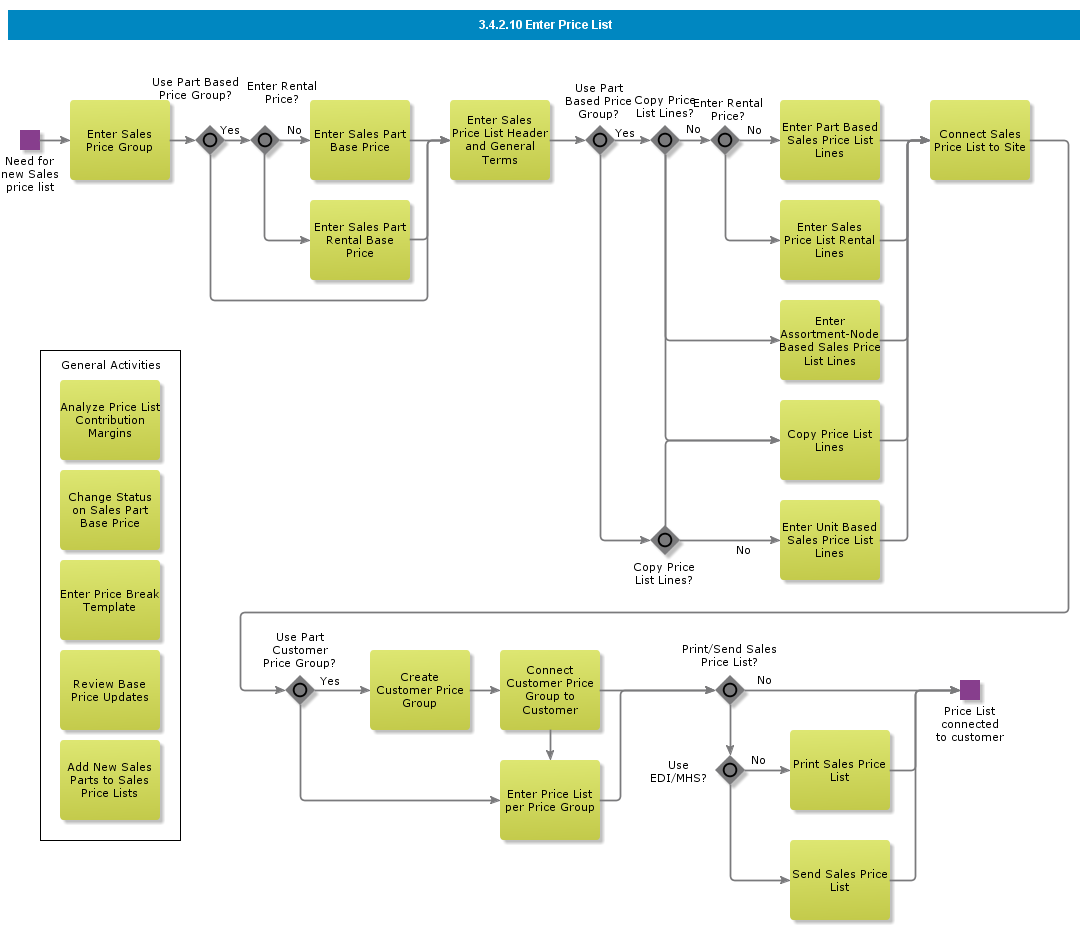 3.4.2.10 Enter Price List
Need for
new Sales
price list
Enter Sales
Price Group
Use Part Based
Price Group?
Yes
Enter Rental
Price?
No
Enter Sales Part
Base Price
Enter Sales Part
Rental Base
Price
Enter Sales
Price List Header
and General
Terms
Use Part
Based Price
Group?
Yes
Copy Price
List Lines?
No
Enter Rental
Price?
No
Enter Part Based
Sales Price List
Lines
Enter Sales
Price List Rental
Lines
Enter
Assortment-Node
Based Sales Price
List Lines
Copy Price List
Lines
Copy Price
List Lines?
No
Enter Unit Based
Sales Price List
Lines
Connect Sales
Price List to Site
General Activities
Analyze Price List
Contribution
Margins
Change Status
on Sales Part
Base Price
Enter Price Break
Template
Review Base
Price Updates
Add New Sales
Parts to Sales
Price Lists
Use Part
Customer
Price Group?
Yes
Create
Customer Price
Group
Connect
Customer Price
Group to
Customer
Enter Price List
per Price Group
Print/Send Sales
Price List?
No
Use
EDI/MHS?
No
Print Sales Price
List
Send Sales Price
List
Price List
connected
to customer